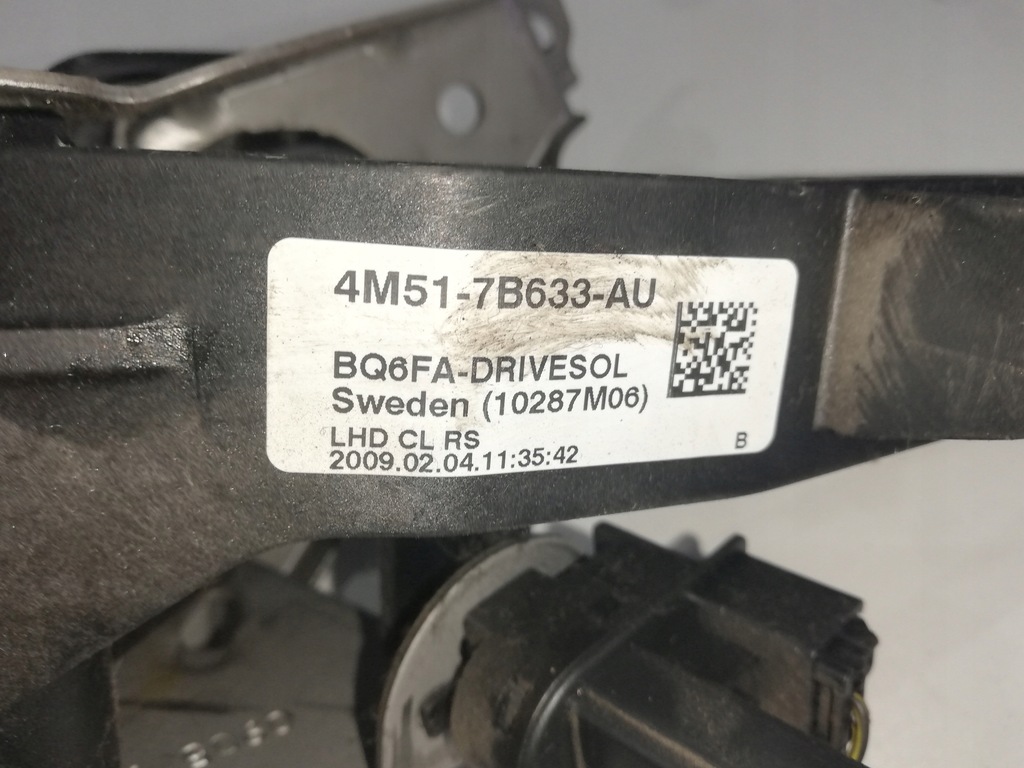 4M51-7B633-AU
BQ6FA-DRIVESOL
Sweden (10287M06)
LHD CL RS
2009.02.04.11:35:42
B